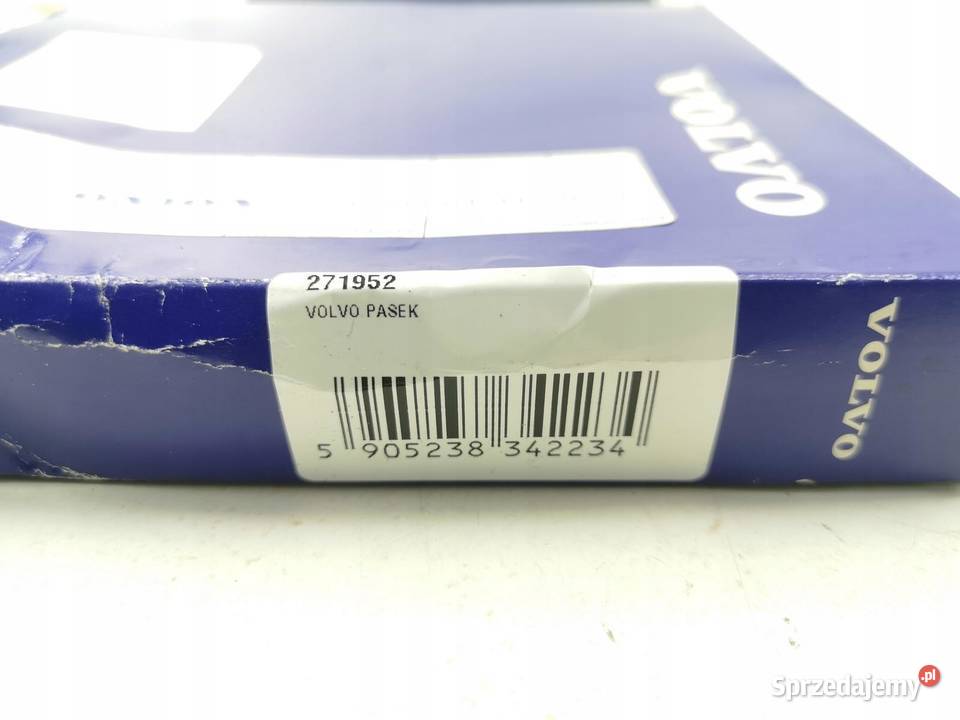 VOLVO
271952
VOLVO PASEK
5 905238 342234
VOLVO
Sprzedajemy.pl